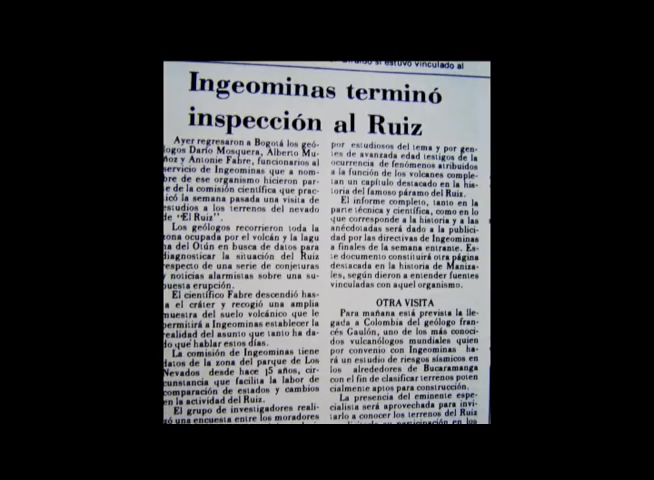 si estuvo vinculado al
Ingeominas terminó
inspección al Ruiz
Ayer regresaron a Bogotá los geó-
logos Darío Mosquera, Alberto Mu-
ñoz y Antonie Fabre, funcionarios al
servicio de Ingeominas que a nom-
bre de ese organismo hicieron par-
te de la comisión científica que prac-
ticó la semana pasada una visita de
estudios a los terrenos del nevado
de "El Ruiz".
Los geólogos recorrieron toda la
zona ocupada por el volcán y la lagu
na del Otún en busca de datos para
diagnosticar la situación del Ruiz
respecto de una serie de conjeturas
y noticias alarmistas sobre una su-
puesta erupción.
El científico Fabre descendió has-
ta el cráter y recogió una amplia
muestra del suelo volcánico que le
permitirá a Ingeominas establecer la
realidad del asunto que tanto ha da-
do que hablar estos días.
La comisión de Ingeominas tiene
datos de la zona del parque de Los
Nevados desde hace 15 años, cir-
cunstancia que facilita la labor de
comparación de estados y cambios
en la actividad del Ruiz.
El grupo de investigadores reali-
zó una encuesta entre los moradores
por estudiosos del tema y por gen-
tes de avanzada edad testigos de la
ocurrencia de fenómenos atribuidos
a la función de los volcanes comple-
tan un capítulo destacado en la his-
toria del famoso páramo del Ruiz.
El informe completo, tanto en la
parte técnica y científica, como en lo
que corresponde a la historia y a las
anécdotas será dado a la publici-
dad por las directivas de Ingeominas
a finales de la semana entrante. Es-
te documento constituirá otra página
destacada en la historia de Maniza-
les, según dieron a entender fuentes
vinculadas con aquel organismo.
OTRA VISITA
Para mañana está prevista la lle-
gada a Colombia del geólogo fran-
cés Gaulón, uno de los más conoci-
dos vulcanólogos mundiales quien
por convenio con Ingeominas ha-
rá un estudio de riesgos sísmicos en
los alrededores de Bucaramanga
con el fin de clasificar terrenos poten
cialmente aptos para construcción.
La presencia del eminente espe-
cialista será aprovechada para invi-
tarlo a conocer los terrenos del Ruiz
participación en los